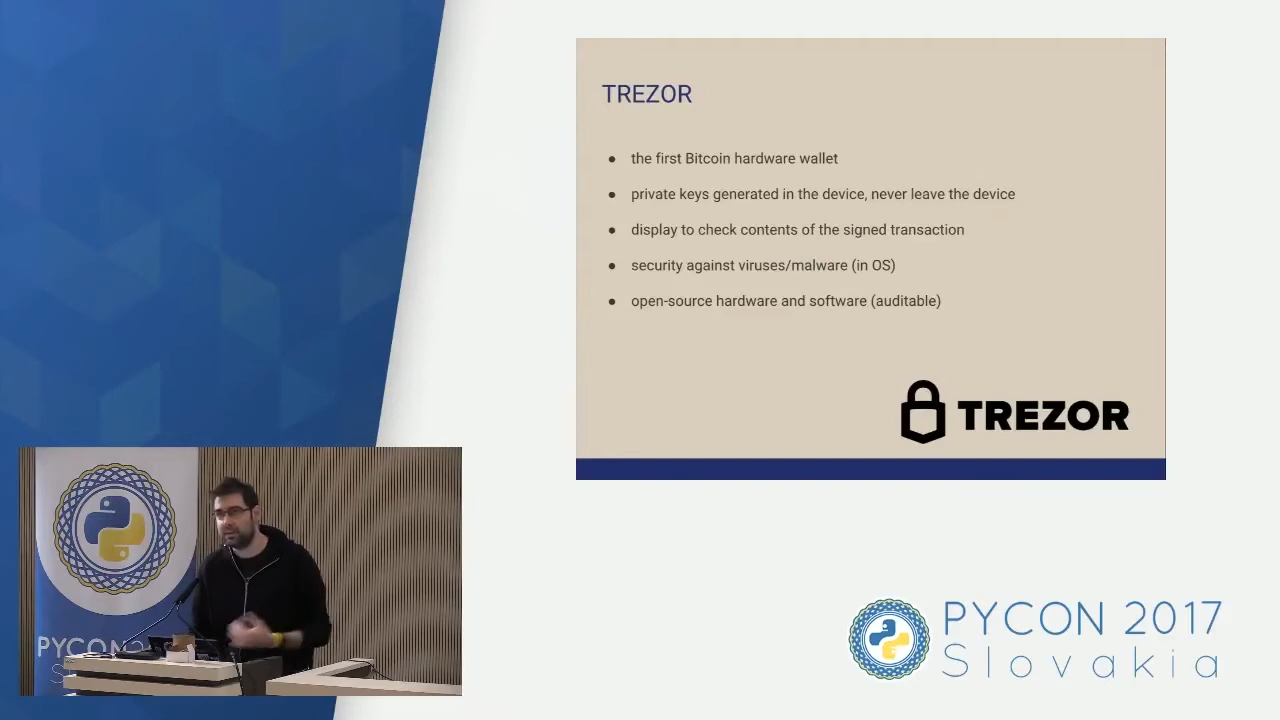 TREZOR
● the first Bitcoin hardware wallet
● private keys generated in the device, never leave the device
● display to check contents of the signed transaction
● security against viruses/malware (in OS)
● open-source hardware and software (auditable)
TREZOR
PYCON
PYCON 2017
Slovakia